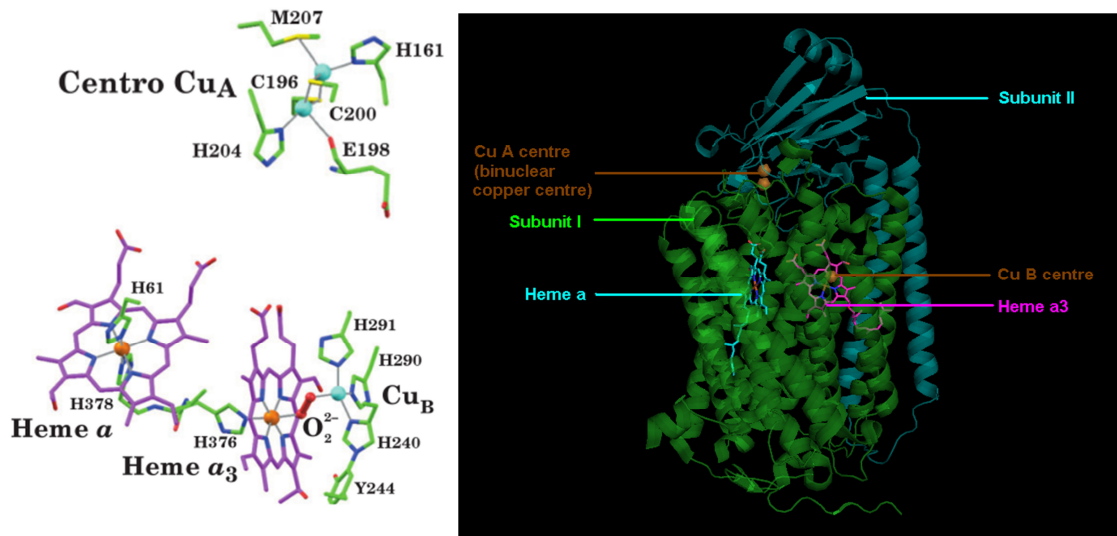 M207
H161
Centro CuA
C196
C200
H204
E198
H61
H378
Heme a
H376
Heme a3
O2 2–
H291
H290
CuB
H240
Y244
Subunit II
Cu A centre
(binuclear
copper centre)
Subunit I
Heme a
Cu B centre
Heme a3